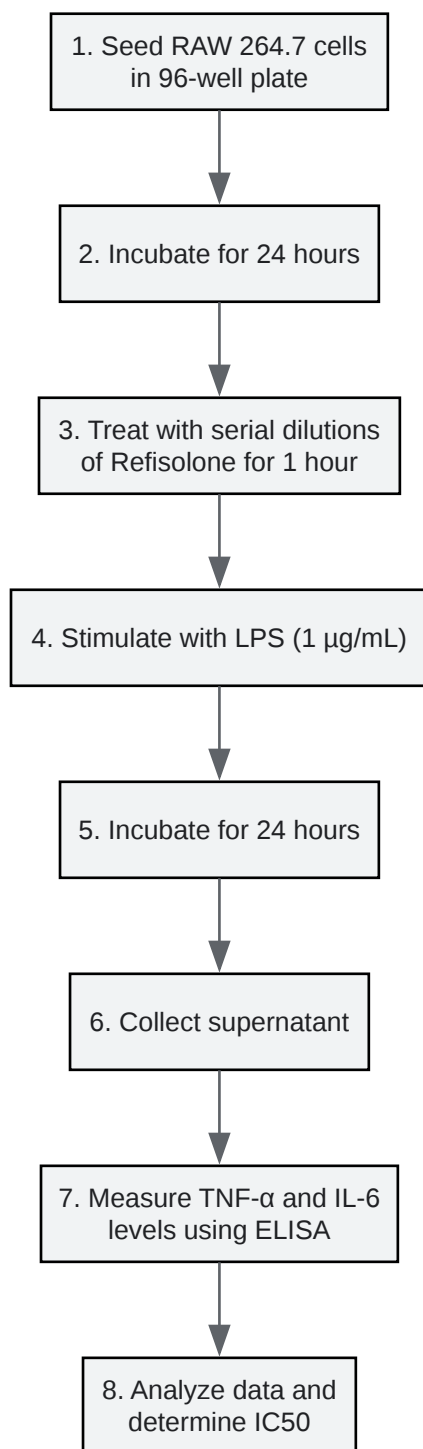 1. Seed RAW 264.7 cells
in 96-well plate
2. Incubate for 24 hours
3. Treat with serial dilutions
of Refisolone for 1 hour
4. Stimulate with LPS (1 µg/mL)
5. Incubate for 24 hours
6. Collect supernatant
7. Measure TNF-α and IL-6
levels using ELISA
8. Analyze data and
determine IC50